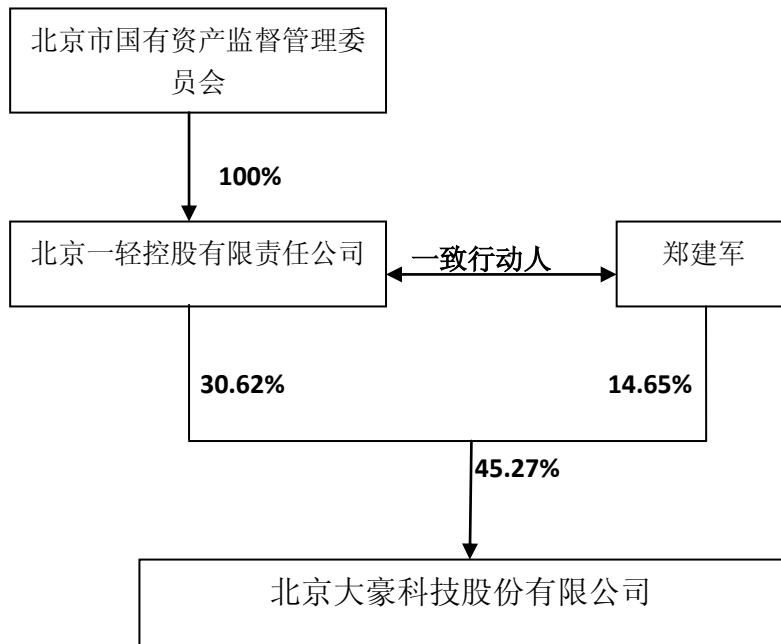 北京市国有资产监督管理委
员会
100%
北京一轻控股有限责任公司
一致行动人
郑建军
30.62%
14.65%
45.27%
北京大豪科技股份有限公司